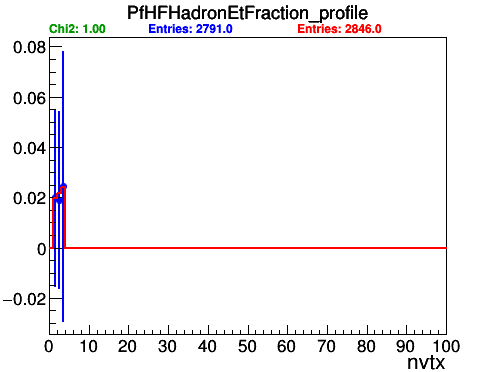 PfHFHadronEtFraction_profile
Chi2: 1.00 Entries: 2791.0 Entries: 2846.0
0.08
0.06
0.04
0.02
0
−0.02
0 10 20 30 40 50 60 70 80 90 100
nvtx